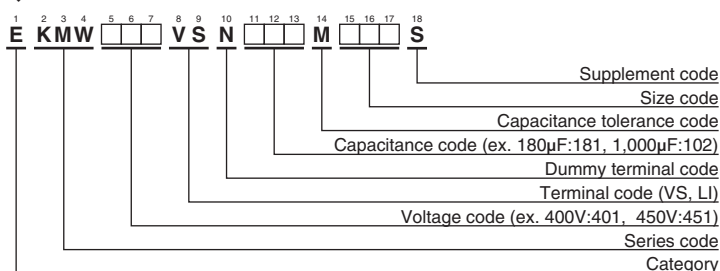 1 2 3 4 5 6 7 8 9 10 11 12 13 14 15 16 17 18
E KMW □□□ VS N □□□ M □□□ S
Supplement code
Size code
Capacitance tolerance code
Capacitance code (ex. 180μF:181, 1,000μF:102)
Dummy terminal code
Terminal code (VS, LI)
Voltage code (ex. 400V:401, 450V:451)
Series code
Category